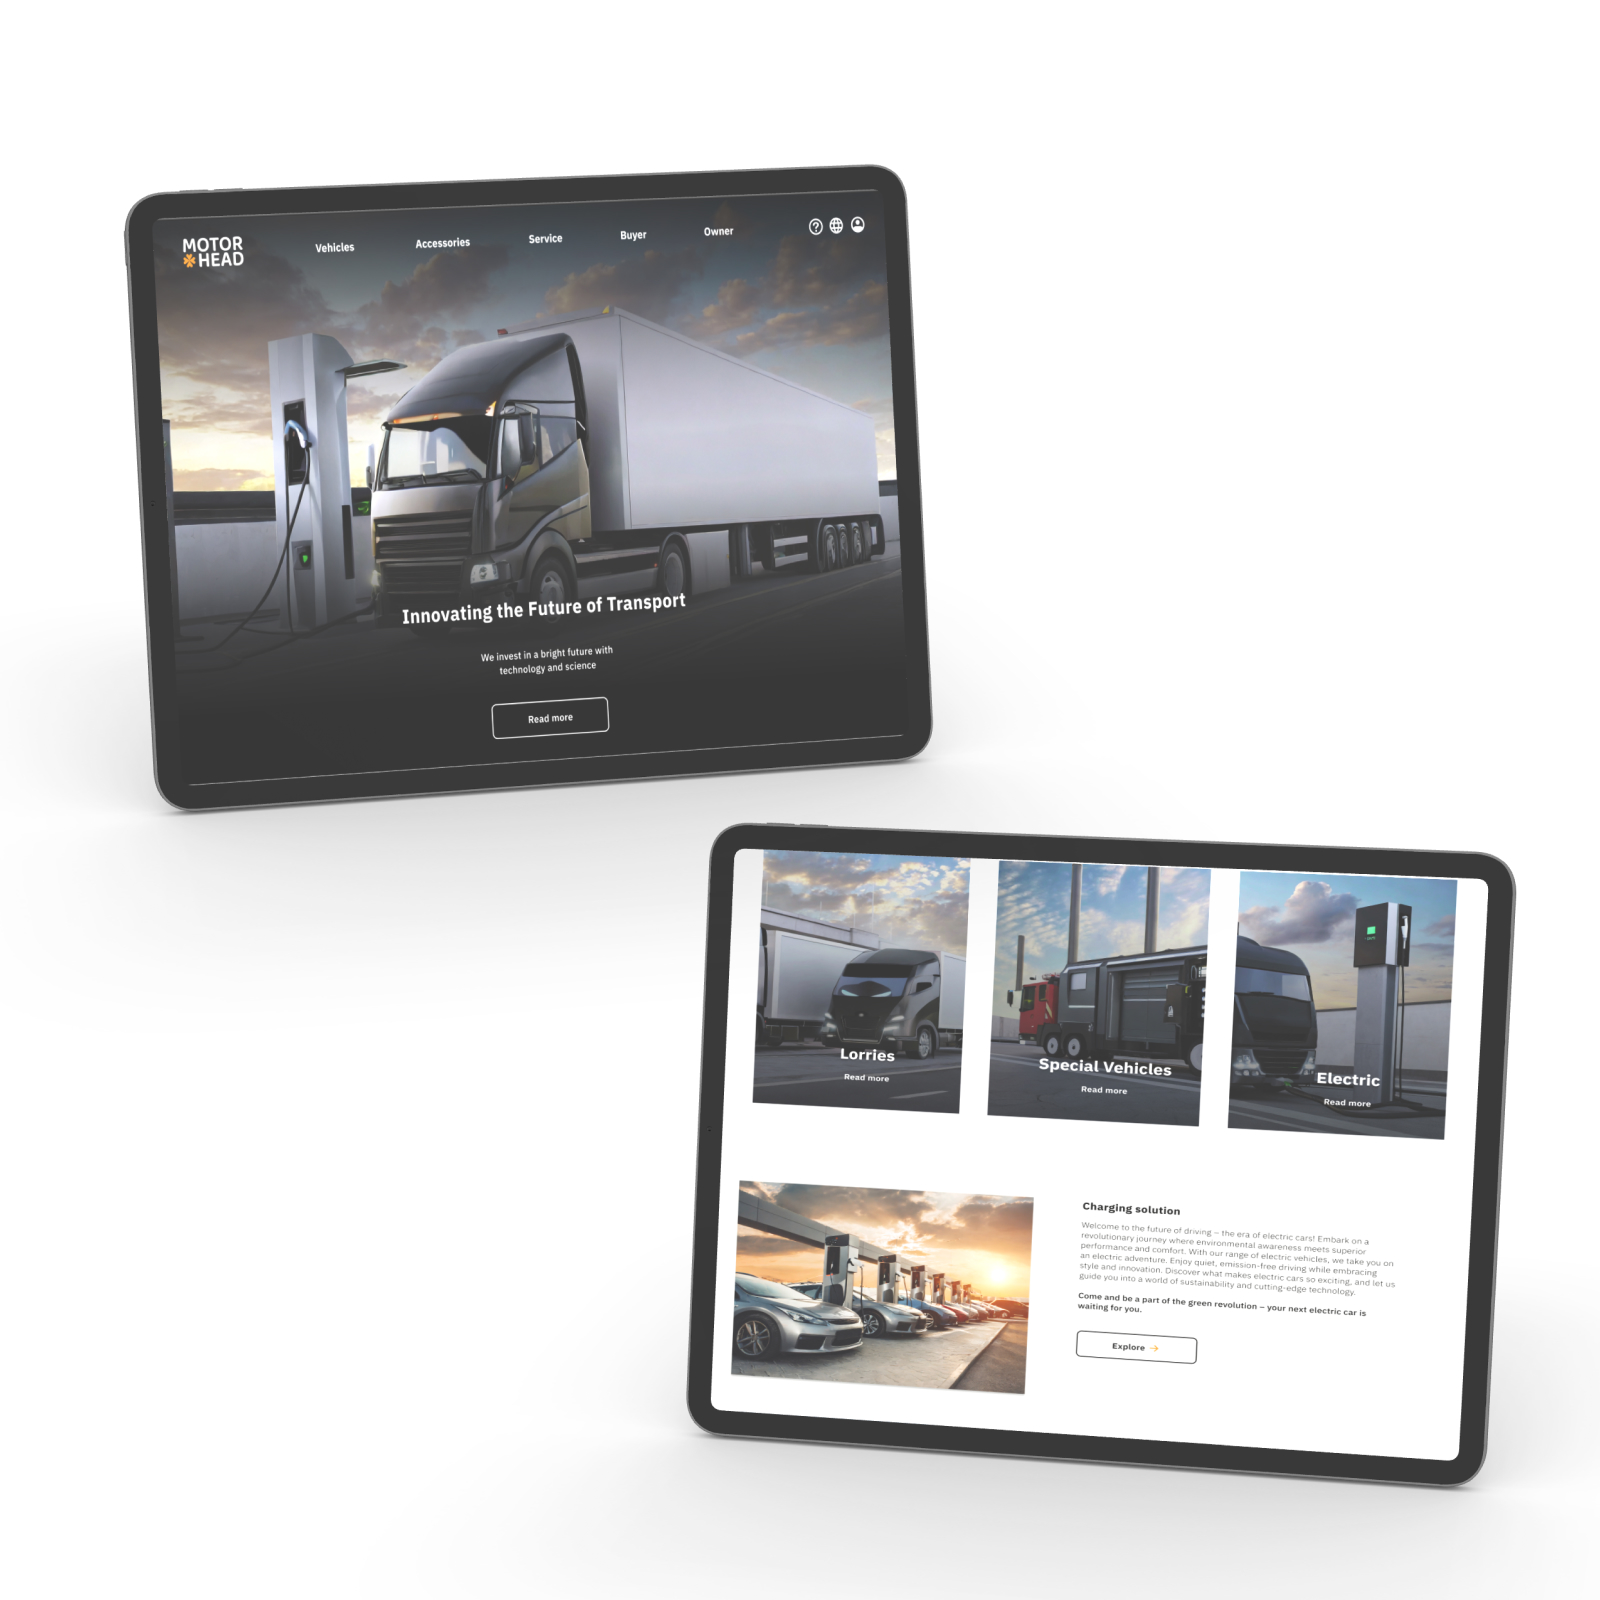 MOTOR
HEAD
Vehicles
Accessories
Service
Buyer
Owner
Innovating the Future of Transport
We invest in a bright future with
technology and science
Read more
Lorries
Read more
Special Vehicles
Read more
Electric
Read more
Charging solution
Welcome to the future of driving – the era of electric cars! Embark on a
revolutionary journey where environmental awareness meets superior
performance and comfort. With our range of electric vehicles, we take you on
an electric adventure. Enjoy quiet, emission-free driving while embracing
style and innovation. Discover what makes electric cars so exciting, and let us
guide you into a world of sustainability and cutting-edge technology.
Come and be a part of the green revolution – your next electric car is
waiting for you.
Explore →